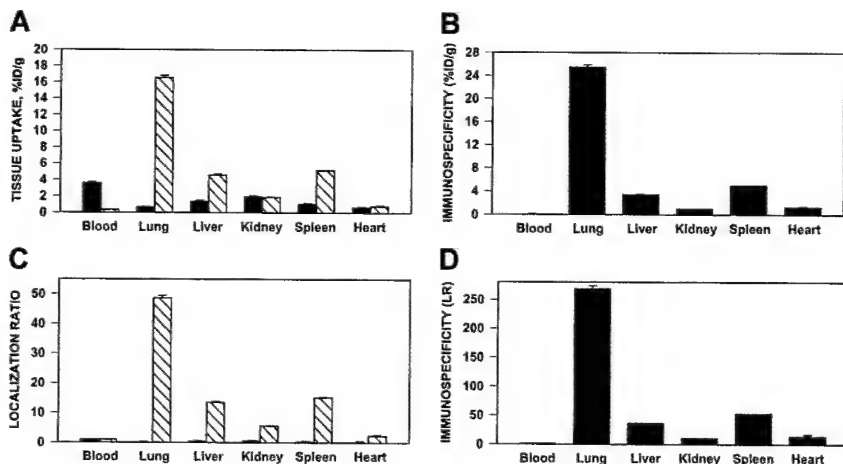 A
TISSUE UPTAKE, %ID/g
20
18
16
14
12
10
8
6
4
2
0
Blood Lung Liver Kidney Spleen Heart
B
IMMUNOSPECIFICITY (%ID/g)
28
24
20
16
12
8
4
0
Blood Lung Liver Kidney Spleen Heart
C
LOCALIZATION RATIO
50
40
30
20
10
0
Blood Lung Liver Kidney Spleen Heart
D
IMMUNOSPECIFICITY (LR)
250
200
150
100
50
0
Blood Lung Liver Kidney Spleen Heart